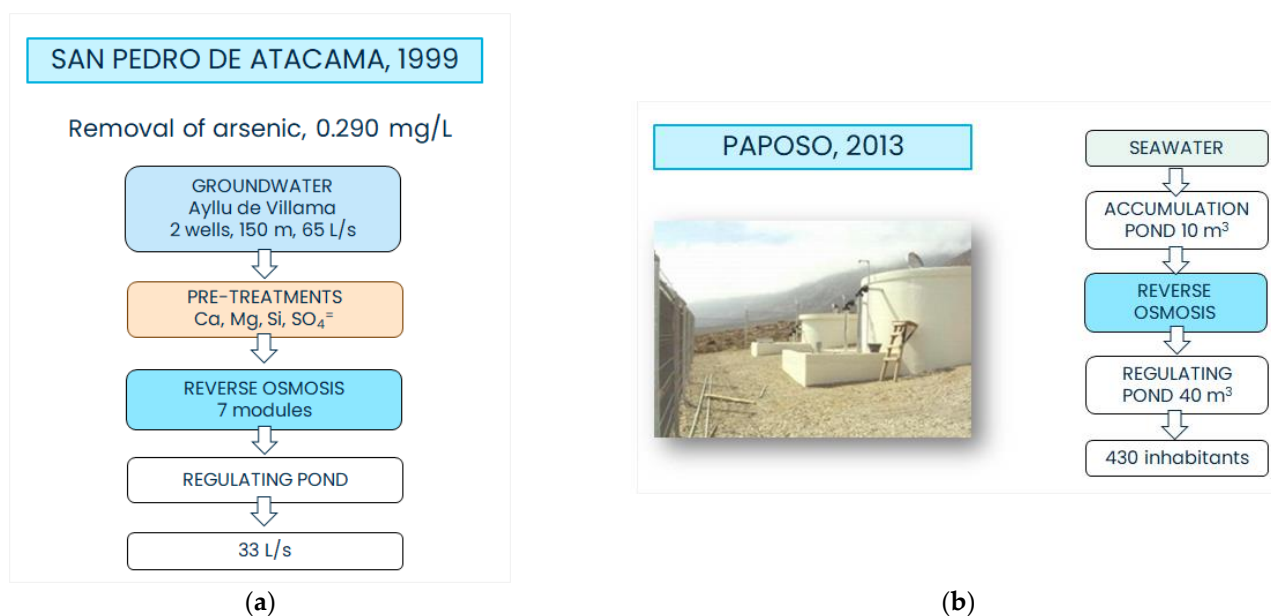 SAN PEDRO DE ATACAMA, 1999
Removal of arsenic, 0.290 mg/L
GROUNDWATER
Ayllu de Villama
2 wells, 150 m, 65 L/s
PRE-TREATMENTS
Ca, Mg, Si, SO₄⁼
REVERSE OSMOSIS
7 modules
REGULATING POND
33 L/s
(a)
PAPOSO, 2013
SEAWATER
ACCUMULATION
POND 10 m³
REVERSE
OSMOSIS
REGULATING
POND 40 m³
430 inhabitants
(b)